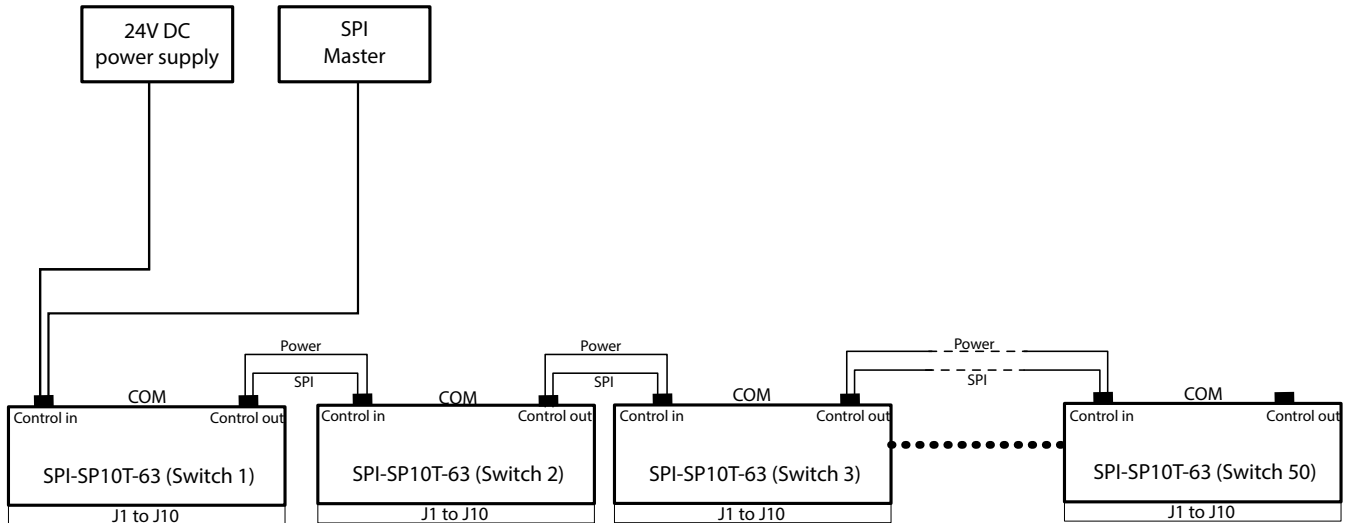 24V DC
power supply
SPI
Master
Power
SPI
Power
SPI
Power
SPI
COM
Control in
Control out
SPI-SP10T-63 (Switch 1)
J1 to J10
COM
Control in
Control out
SPI-SP10T-63 (Switch 2)
J1 to J10
COM
Control in
Control out
SPI-SP10T-63 (Switch 3)
J1 to J10
COM
Control in
Control out
SPI-SP10T-63 (Switch 50)
J1 to J10